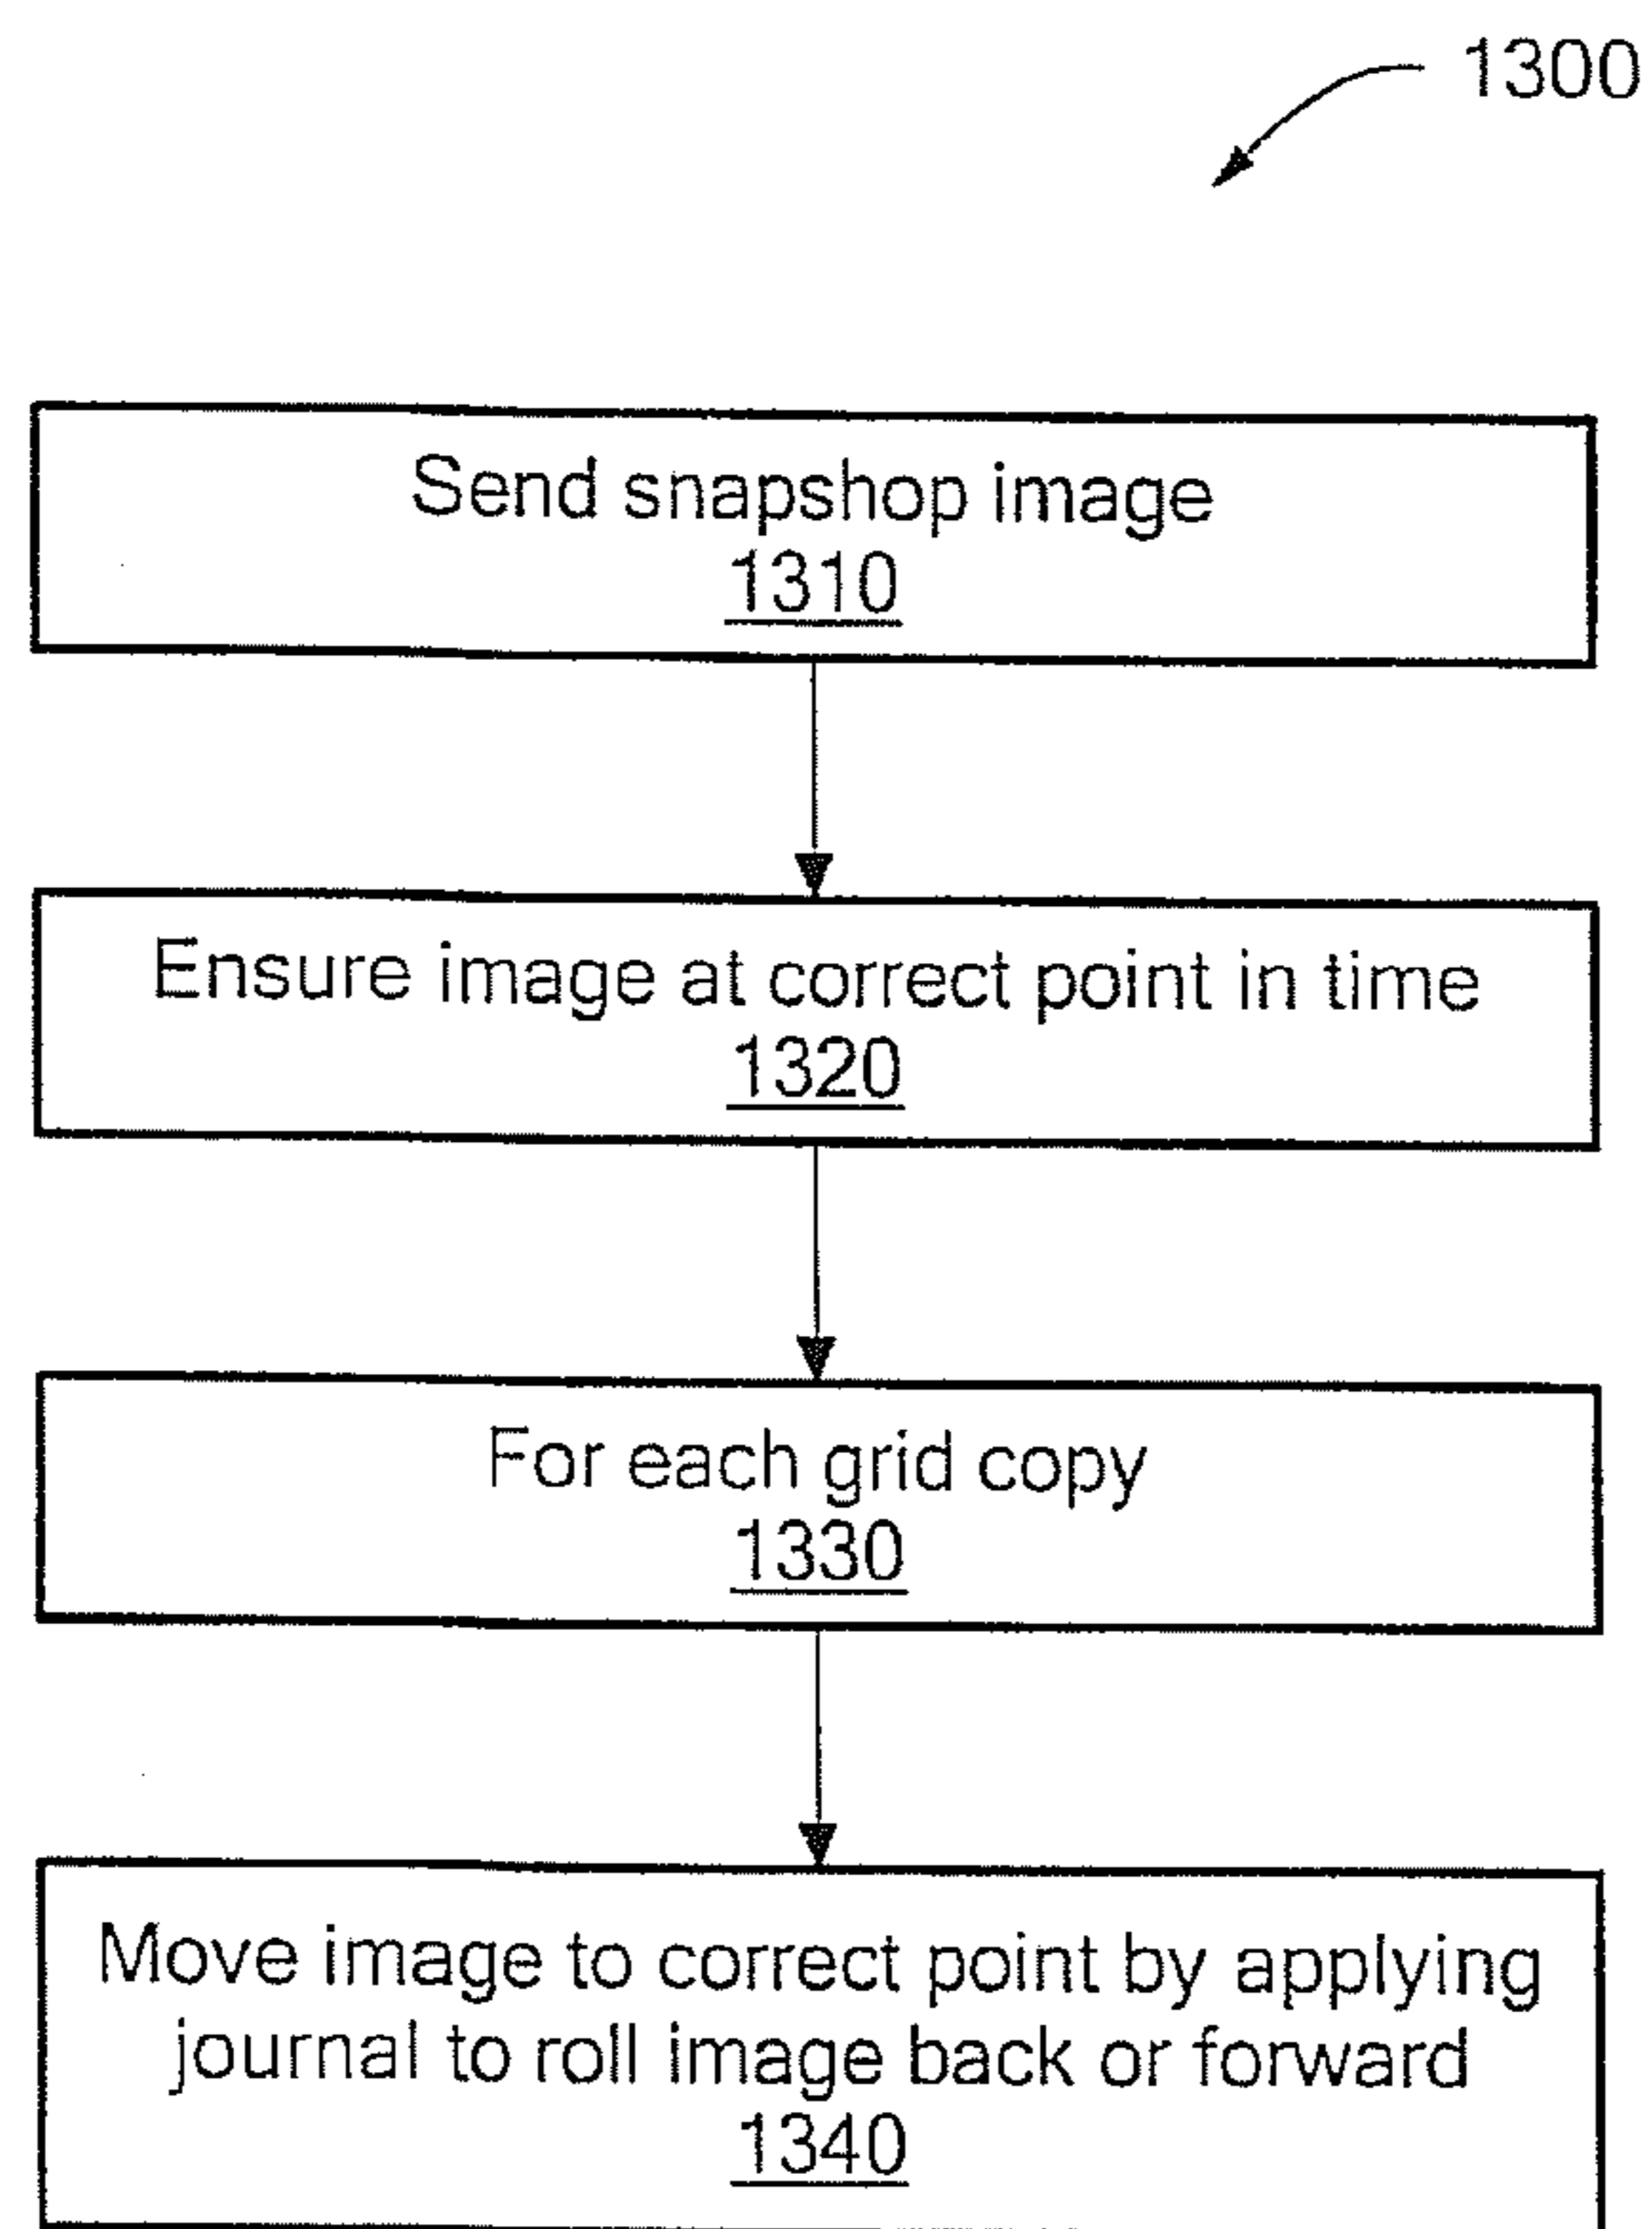 1300
Send snapshop image
1310
Ensure image at correct point in time
1320
For each grid copy
1330
Move image to correct point by applying
journal to roll image back or forward
1340